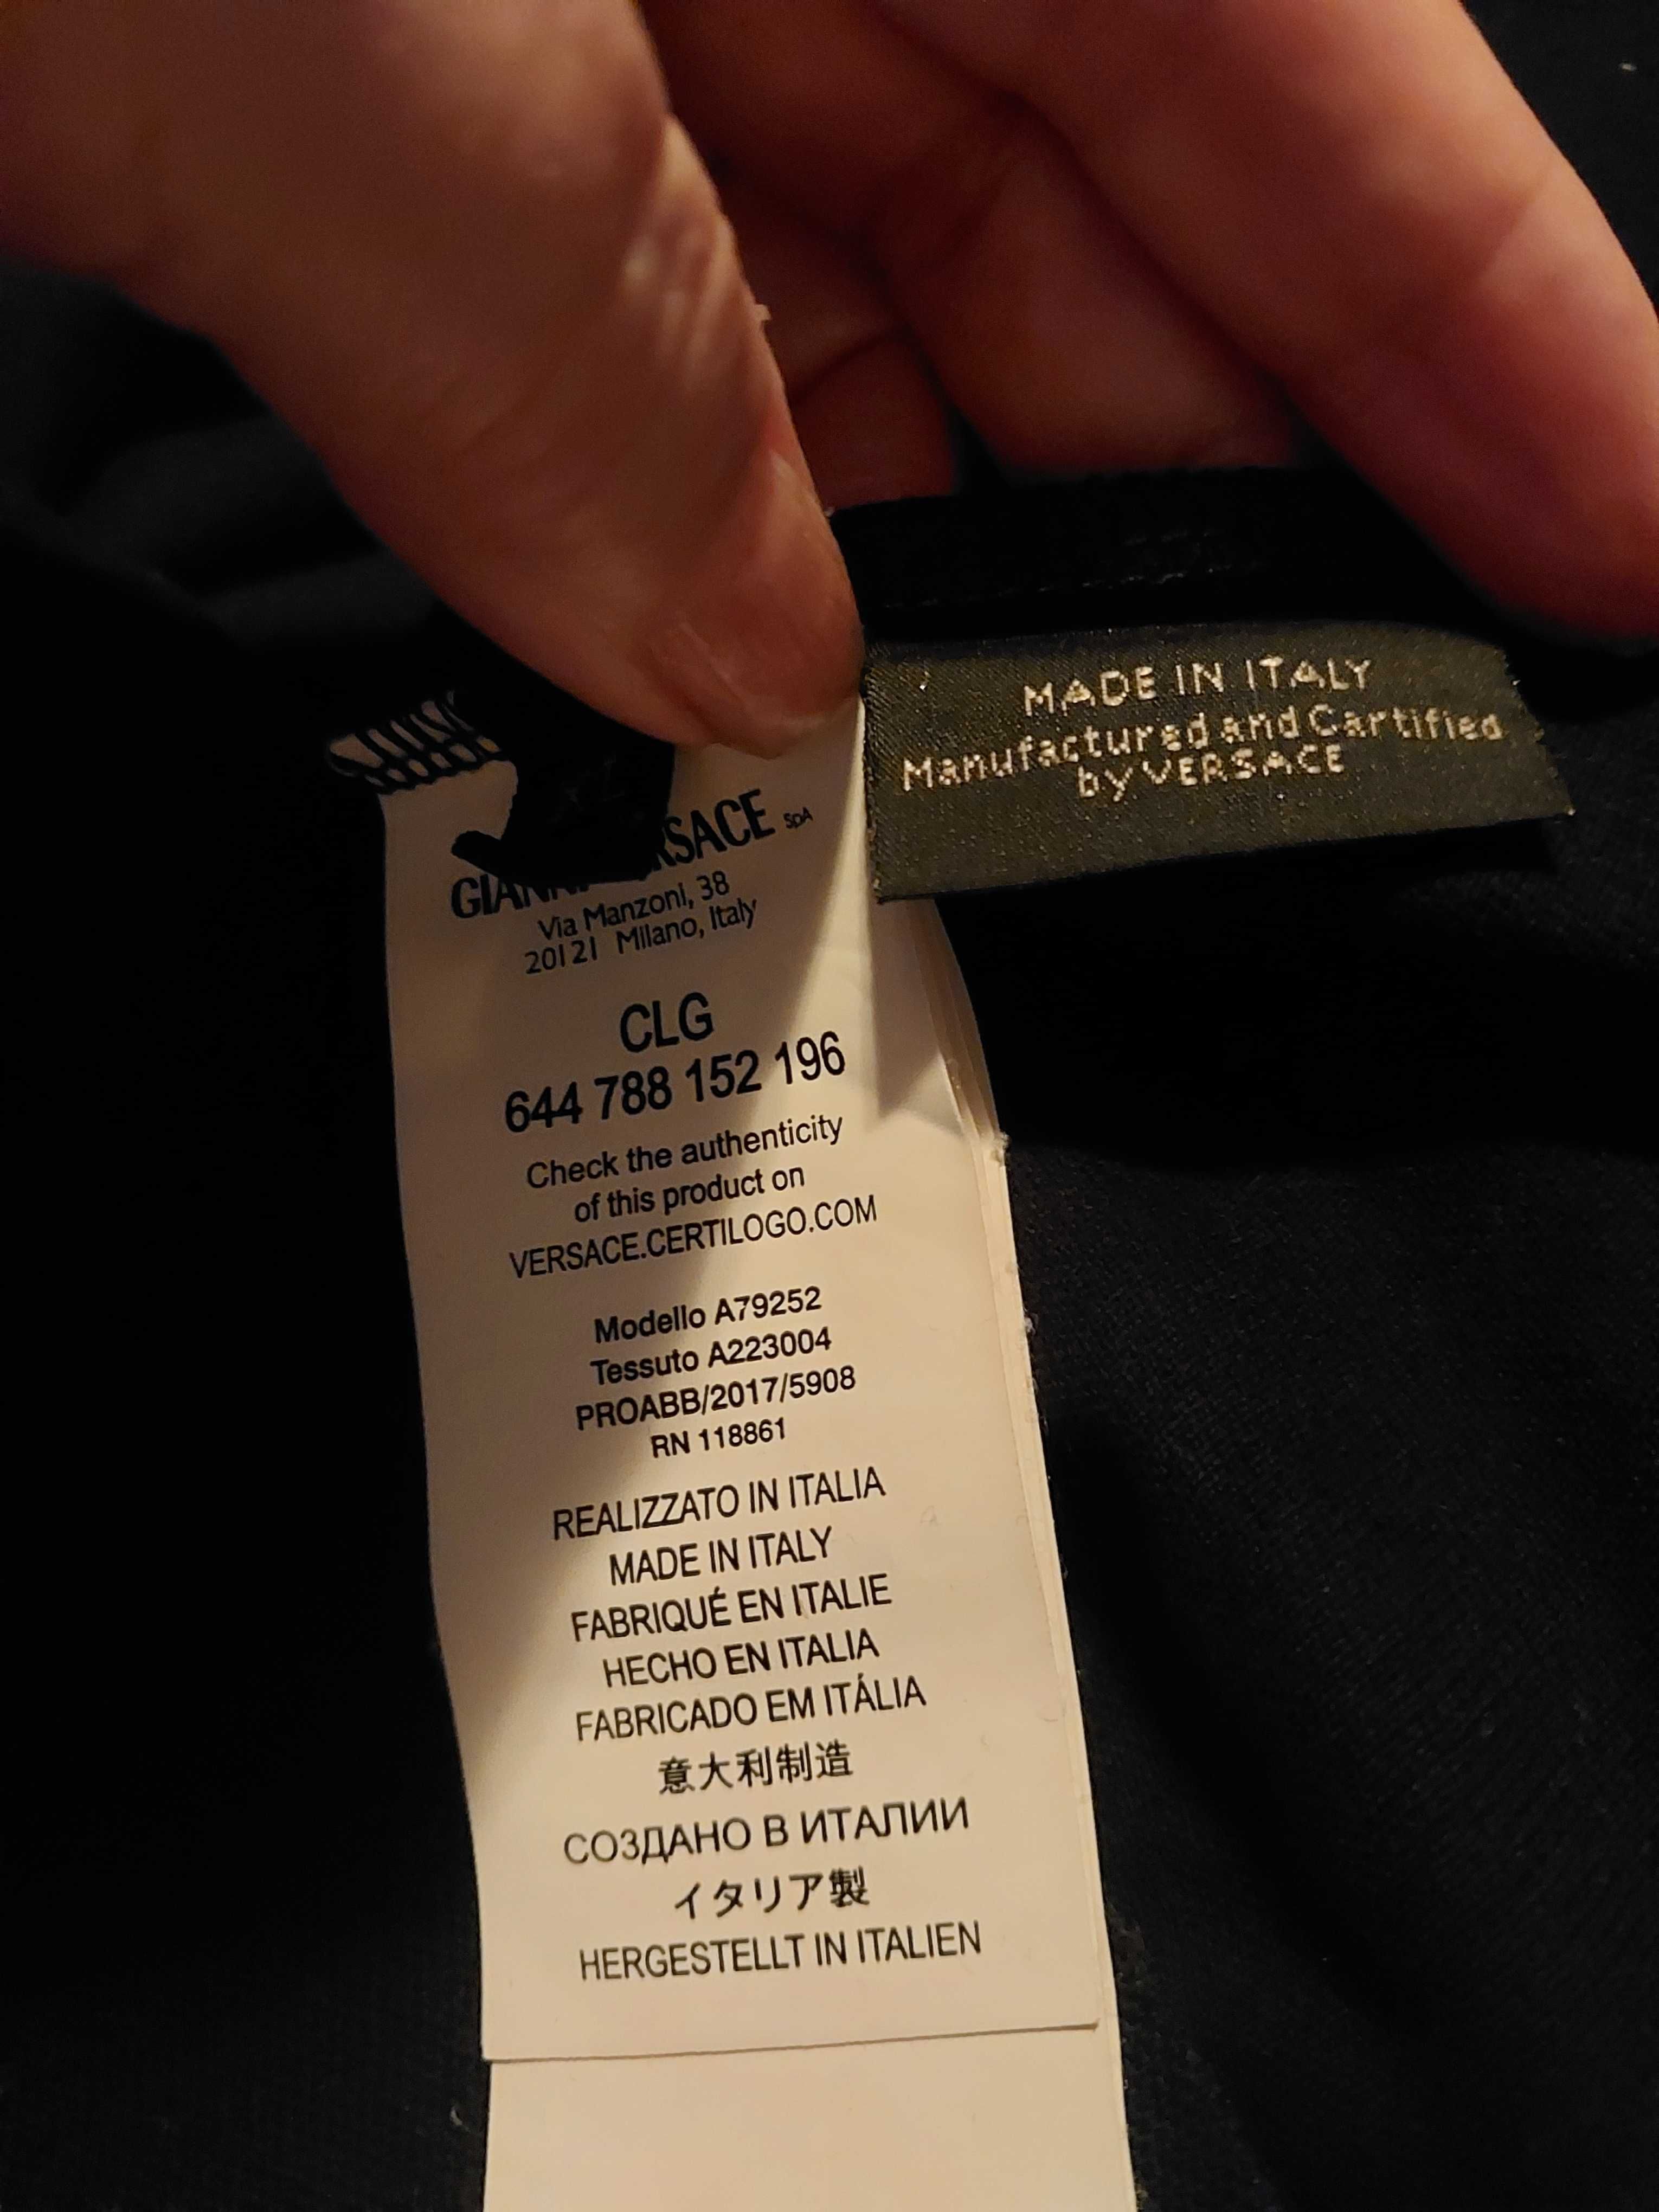 MADE IN ITALY
Manufactured and Cartified
by VERSACE
SpA
Via Manzoni, 38
20121 Milano, Italy
CLG
644 788 152 196
Check the authenticity
of this product on
VERSACE.CERTILOGO.COM
Modello A79252
Tessuto A223004
PROABB/2017/5908
RN 118861
REALIZZATO IN ITALIA
MADE IN ITALY
FABRIQUÉ EN ITALIE
HECHO EN ITALIA
FABRICADO EM ITÁLIA
意大利制造
СОЗДАНО В ИТАЛИИ
イタリア製
HERGESTELLT IN ITALIEN